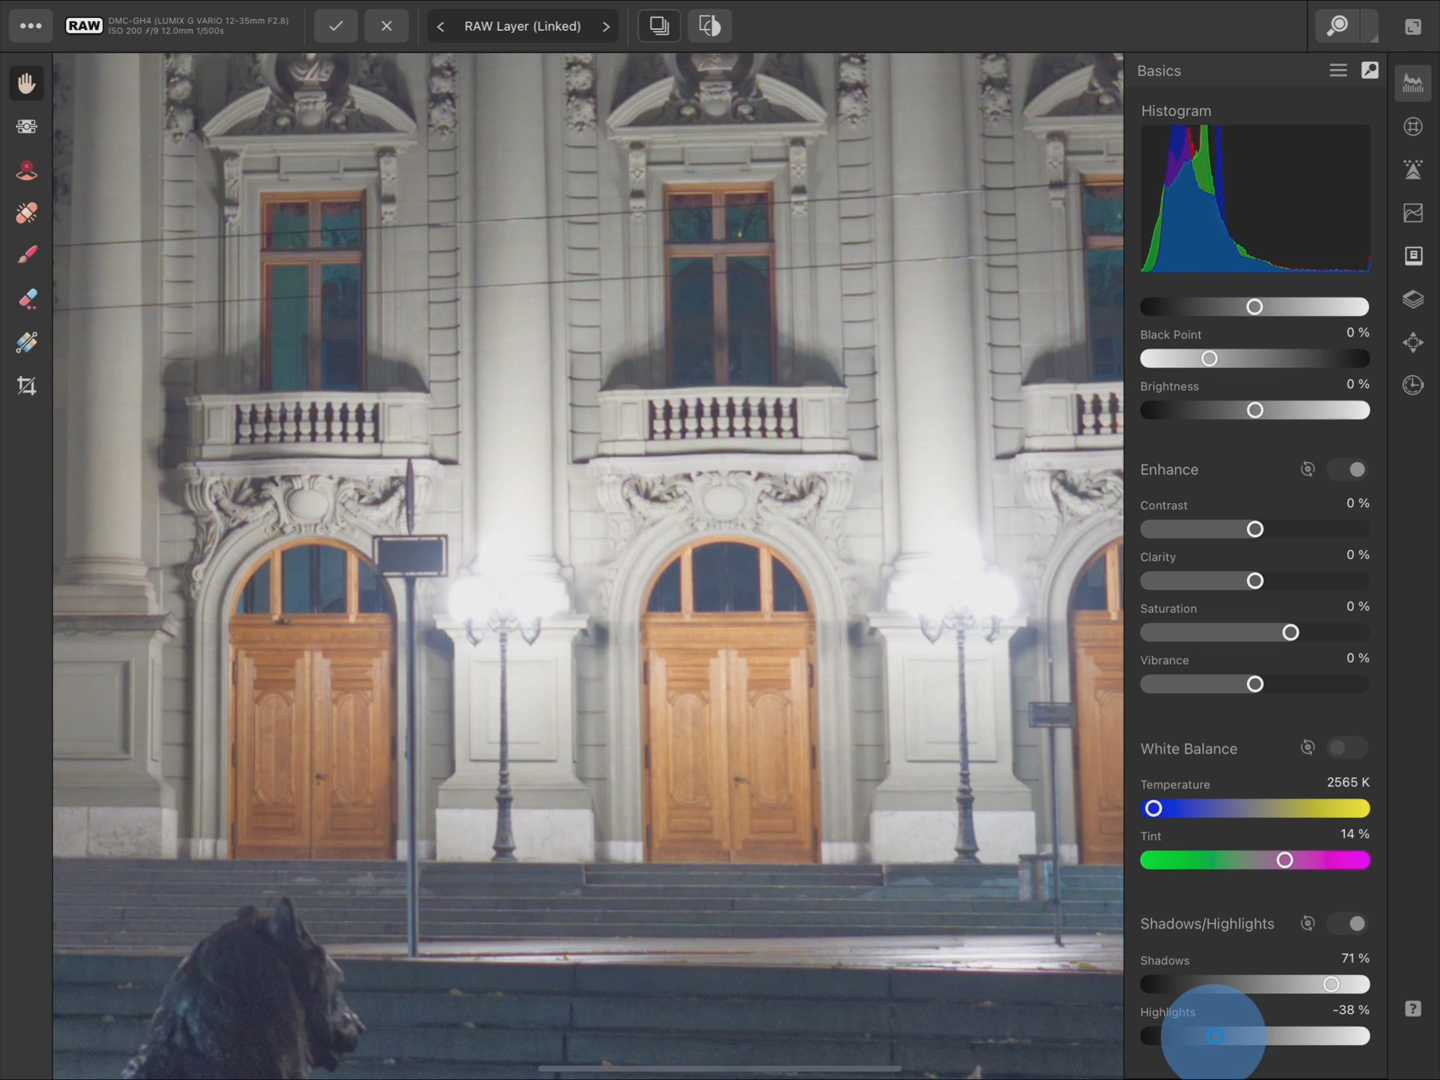 RAW
DMC-GH4 (LUMIX G VARIO 12-35mm F2.8)
ISO 200 ƒ/9 12.0mm 1/500s
RAW Layer (Linked)
Basics
Histogram
Black Point 0 %
Brightness 0 %
Enhance
Contrast 0 %
Clarity 0 %
Saturation 0 %
Vibrance 0 %
White Balance
Temperature 2565 K
Tint 14 %
Shadows/Highlights
Shadows 71 %
Highlights -38 %
?